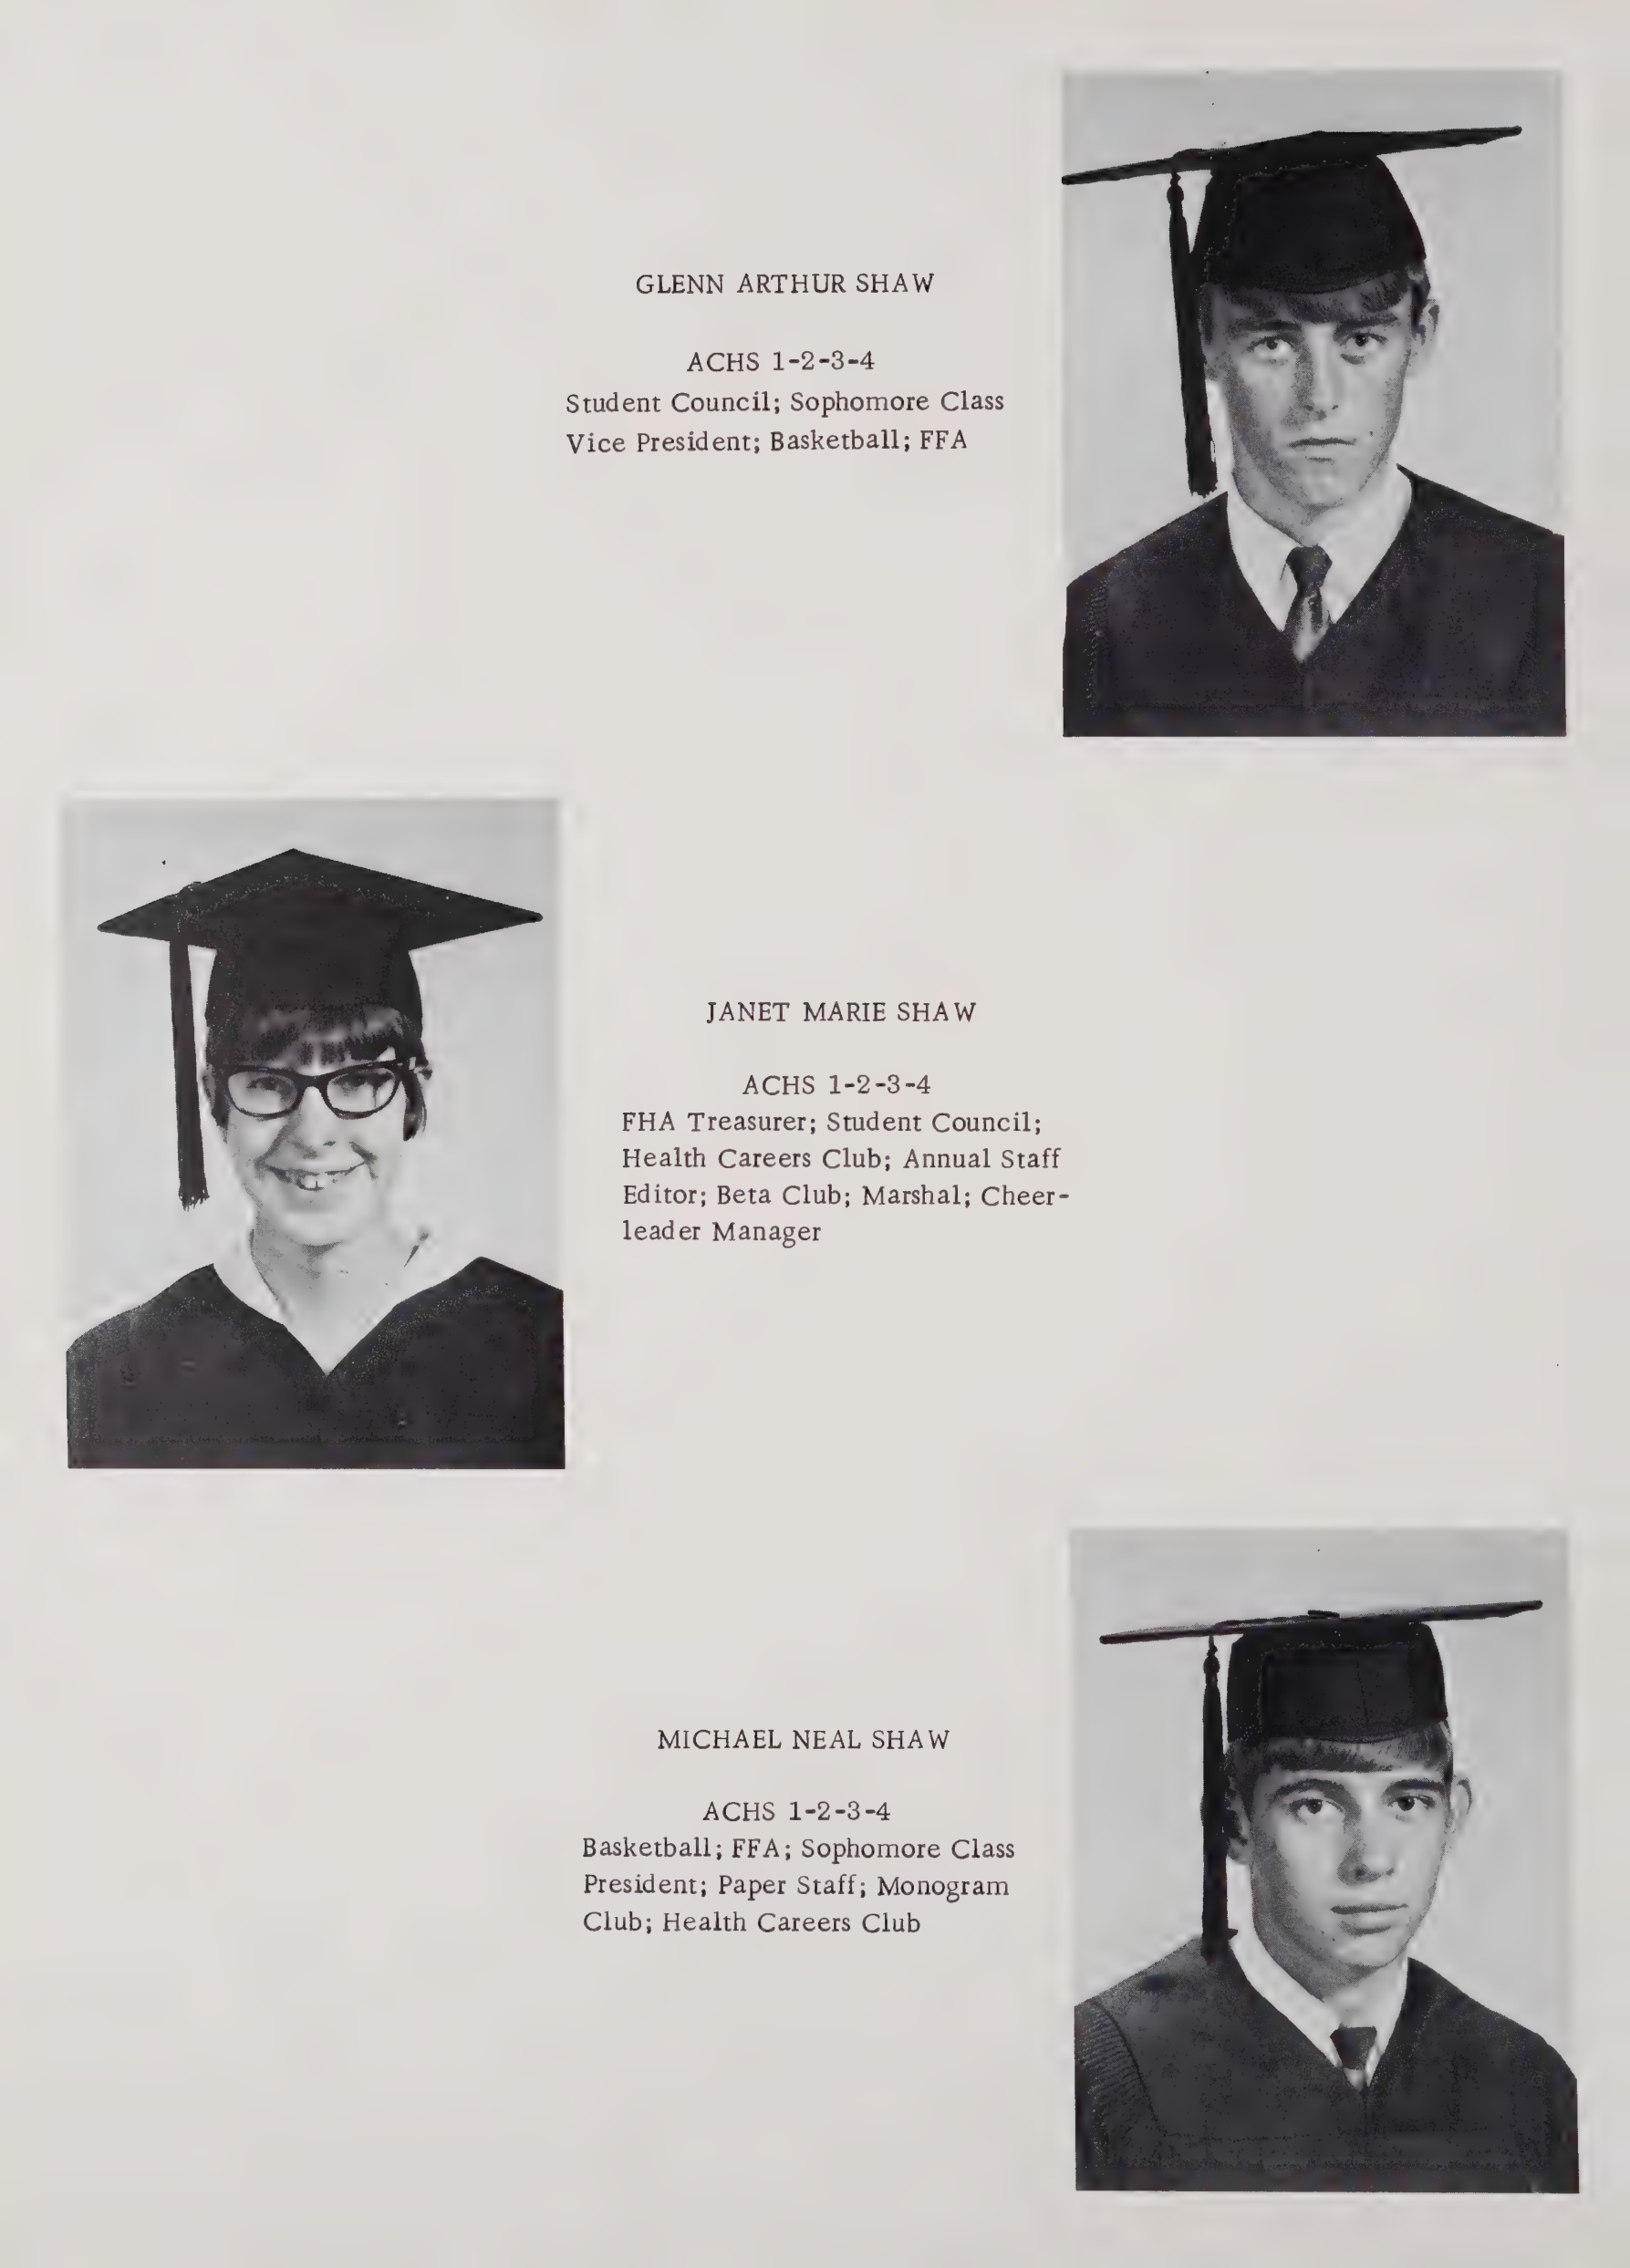 GLENN ARTHUR SHAW
ACHS 1-2-3-4
Student Council; Sophomore Class
Vice President; Basketball; FFA
JANET MARIE SHAW
ACHS 1-2-3-4
FHA Treasurer; Student Council;
Health Careers Club; Annual Staff
Editor; Beta Club; Marshal; Cheer-
leader Manager
MICHAEL NEAL SHAW
ACHS 1-2-3-4
Basketball; FFA; Sophomore Class
President; Paper Staff; Monogram
Club; Health Careers Club